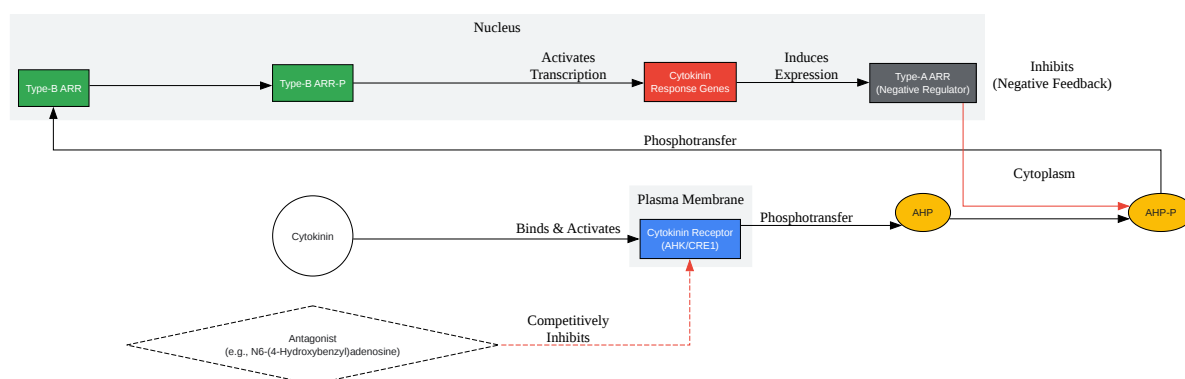 Nucleus
Type-B ARR
Type-B ARR-P
Activates
Transcription
Cytokinin
Response Genes
Induces
Expression
Type-A ARR
(Negative Regulator)
Inhibits
(Negative Feedback)
Phosphotransfer
Cytoplasm
Cytokinin
Binds & Activates
Plasma Membrane
Cytokinin Receptor
(AHK/CRE1)
Phosphotransfer
AHP
AHP-P
Antagonist
(e.g., N6-(4-Hydroxybenzyl)adenosine)
Competitively
Inhibits